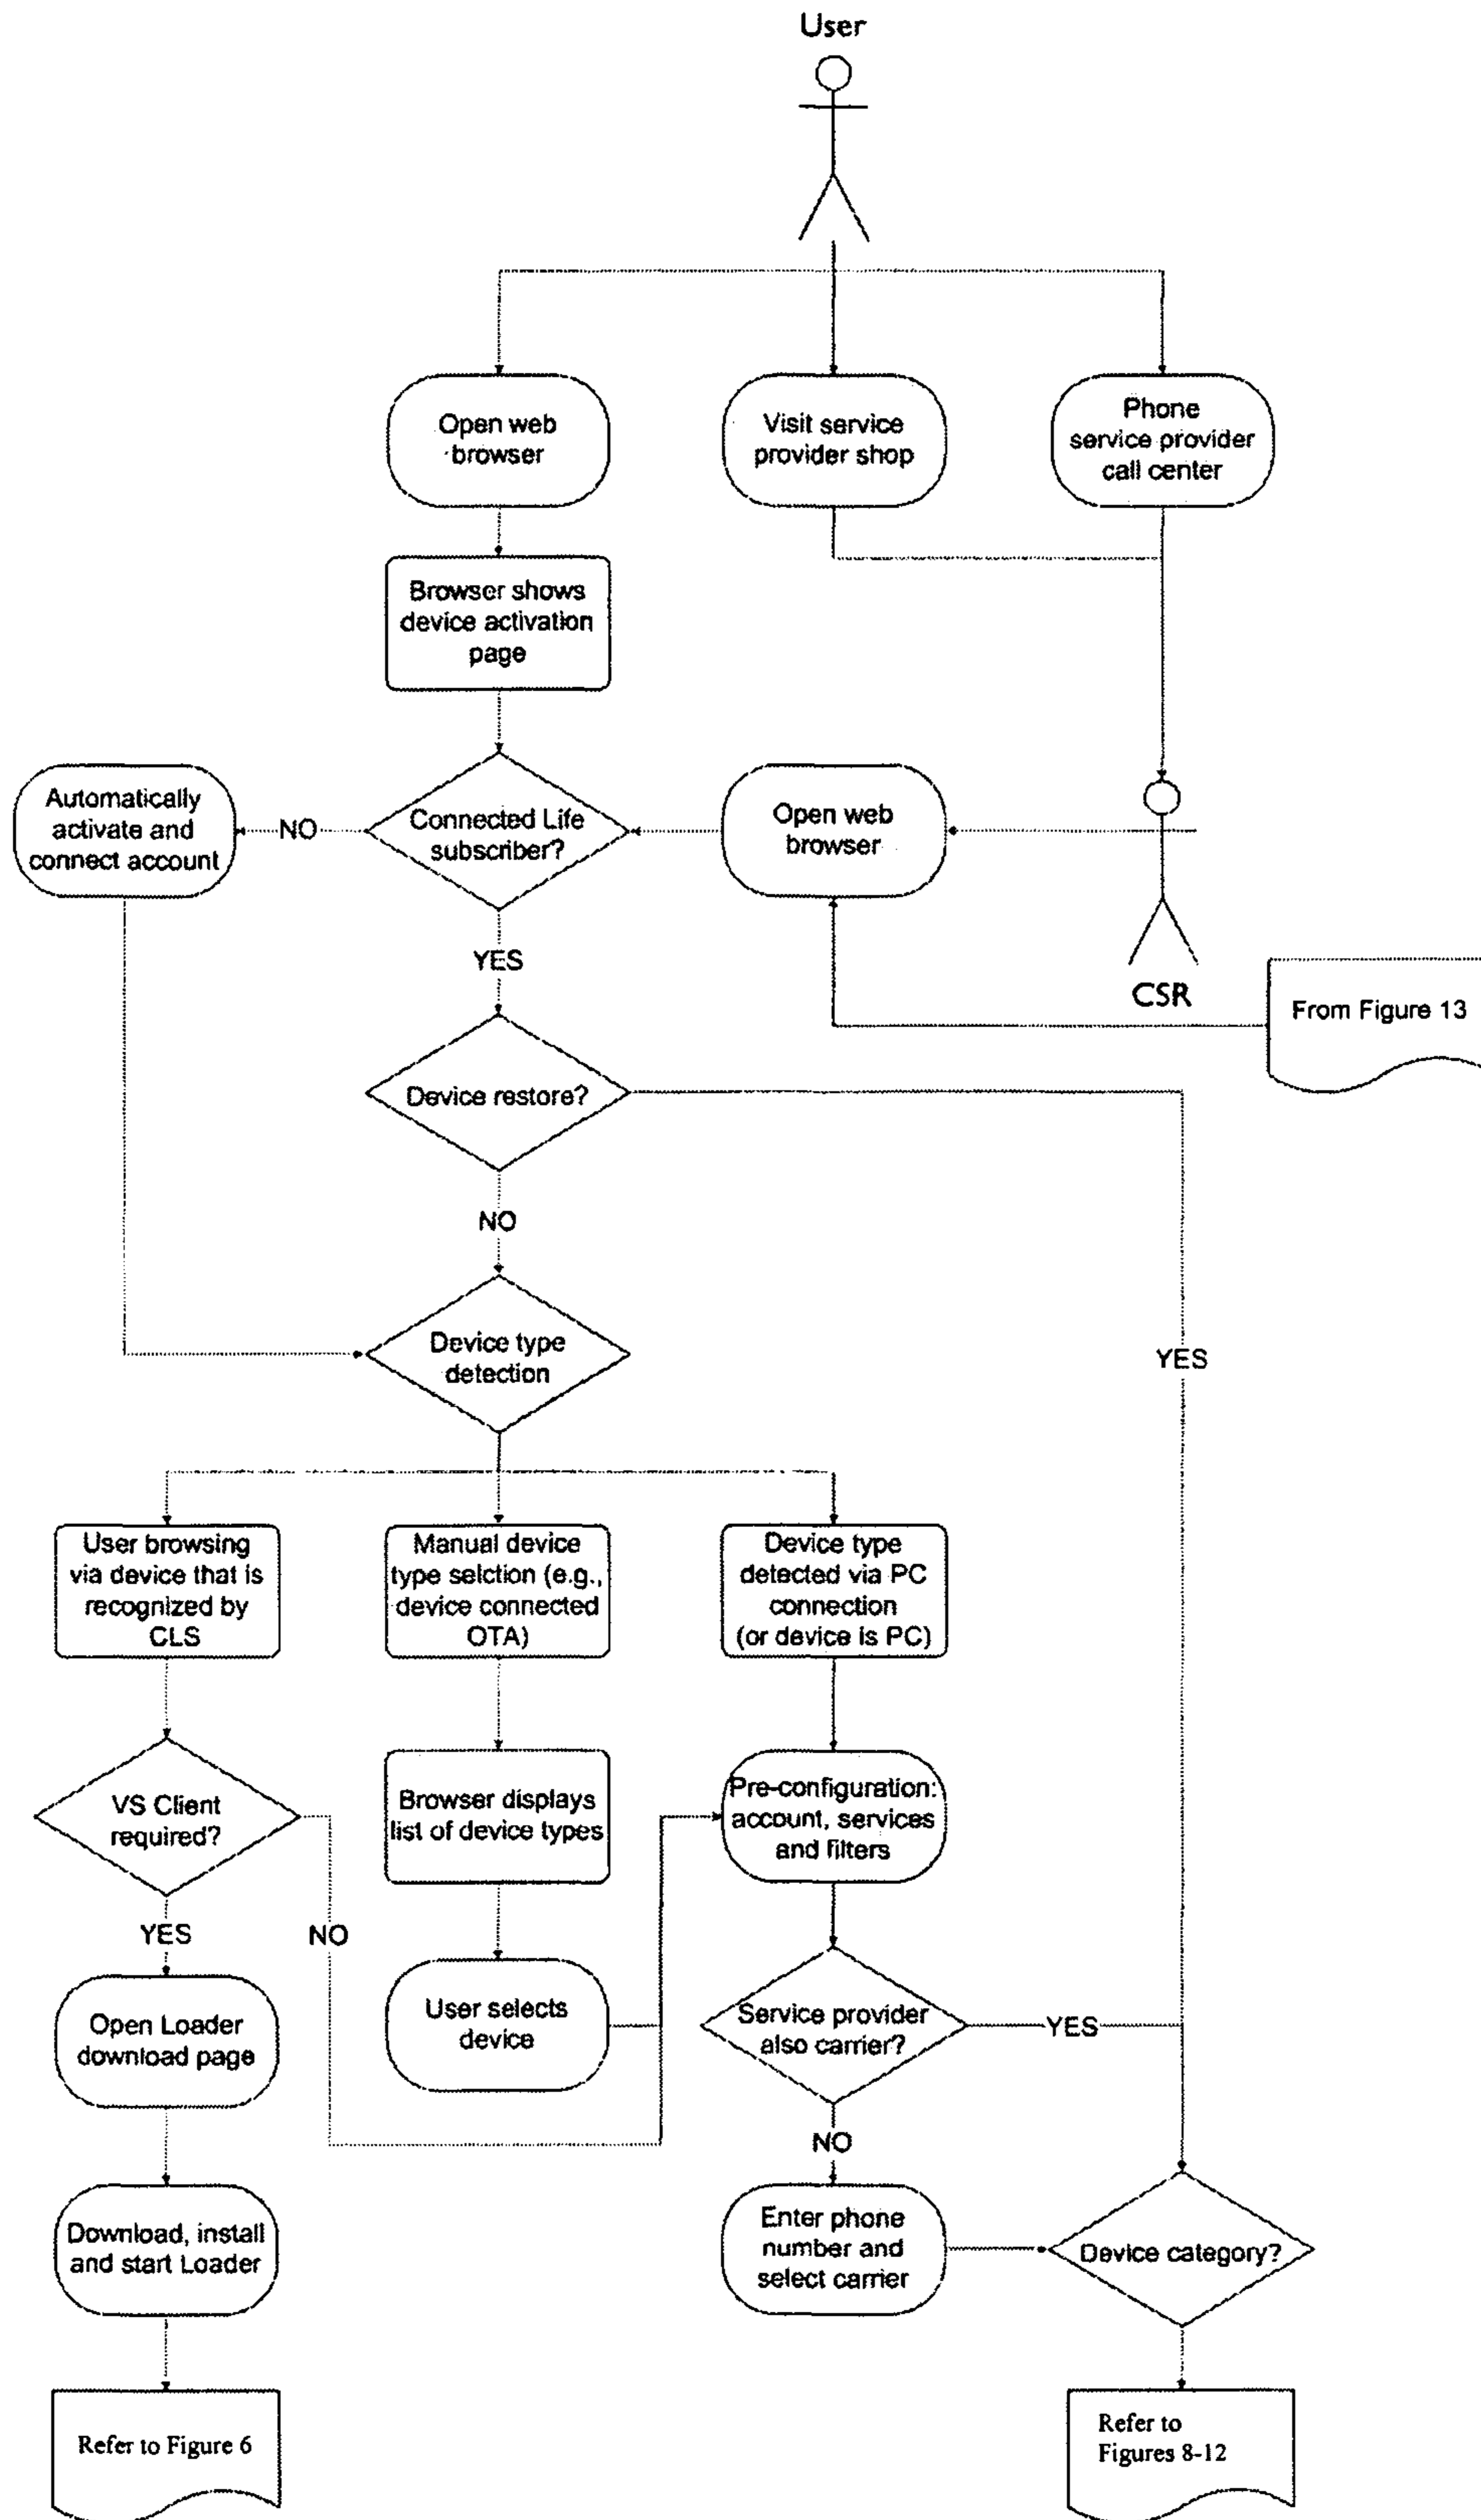 User
Open web
browser
Visit service
provider shop
Phone
service provider
call center
Browser shows
device activation
page
Automatically
activate and
connect account
NO
Connected Life
subscriber?
Open web
browser
YES
CSR
From Figure 13
Device restore?
NO
Device type
detection
YES
User browsing
via device that is
recognized by
CLS
Manual device
type selction (e.g.,
device connected
OTA)
Device type
detected via PC
connection
(or device is PC)
VS Client
required?
Browser displays
list of device types
Pre-configuration:
account, services
and filters
YES
NO
Open Loader
download page
User selects
device
Service provider
also carrier?
YES
NO
Download, install
and start Loader
Enter phone
number and
select carrier
Device category?
Refer to Figure 6
Refer to
Figures 8-12